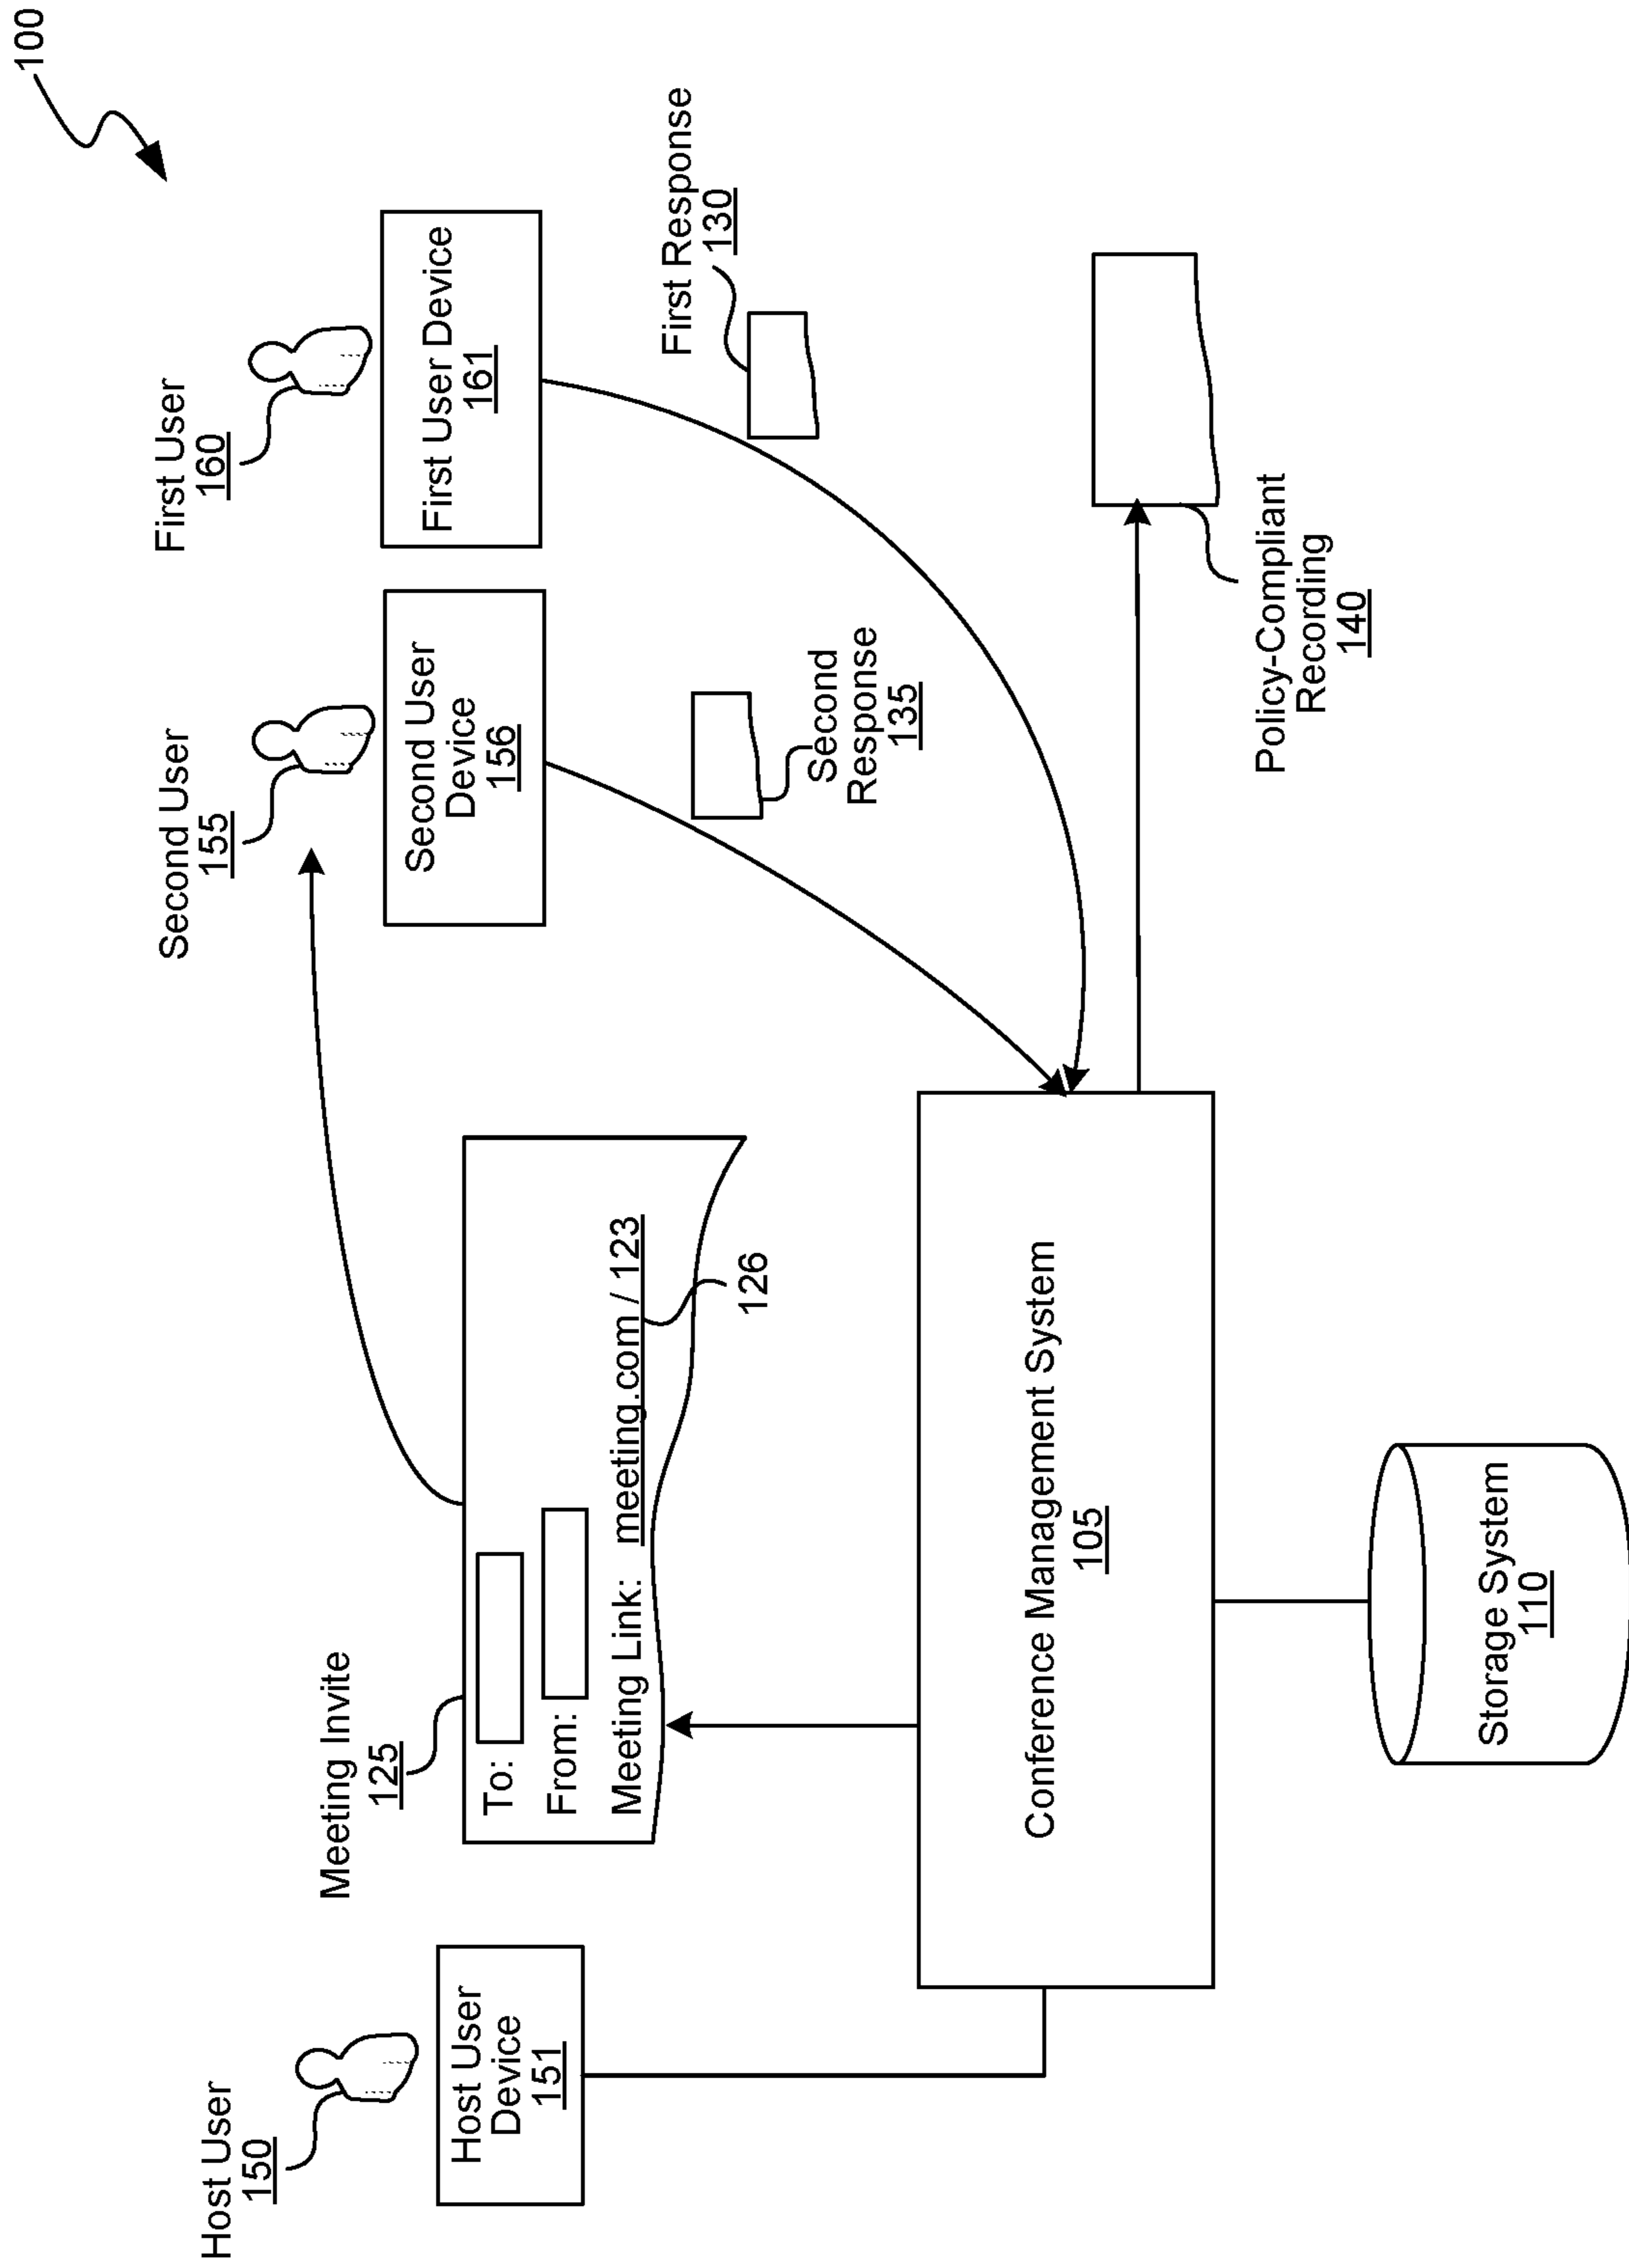 100
Host User
150
Host User
Device
151
Meeting Invite
125
To:
From:
Meeting Link: meeting.com / 123
126
Second User
155
Second User
Device
156
First User
160
First User Device
161
First Response
130
Second
Response
135
Conference Management System
105
Policy-Compliant
Recording
140
Storage System
110